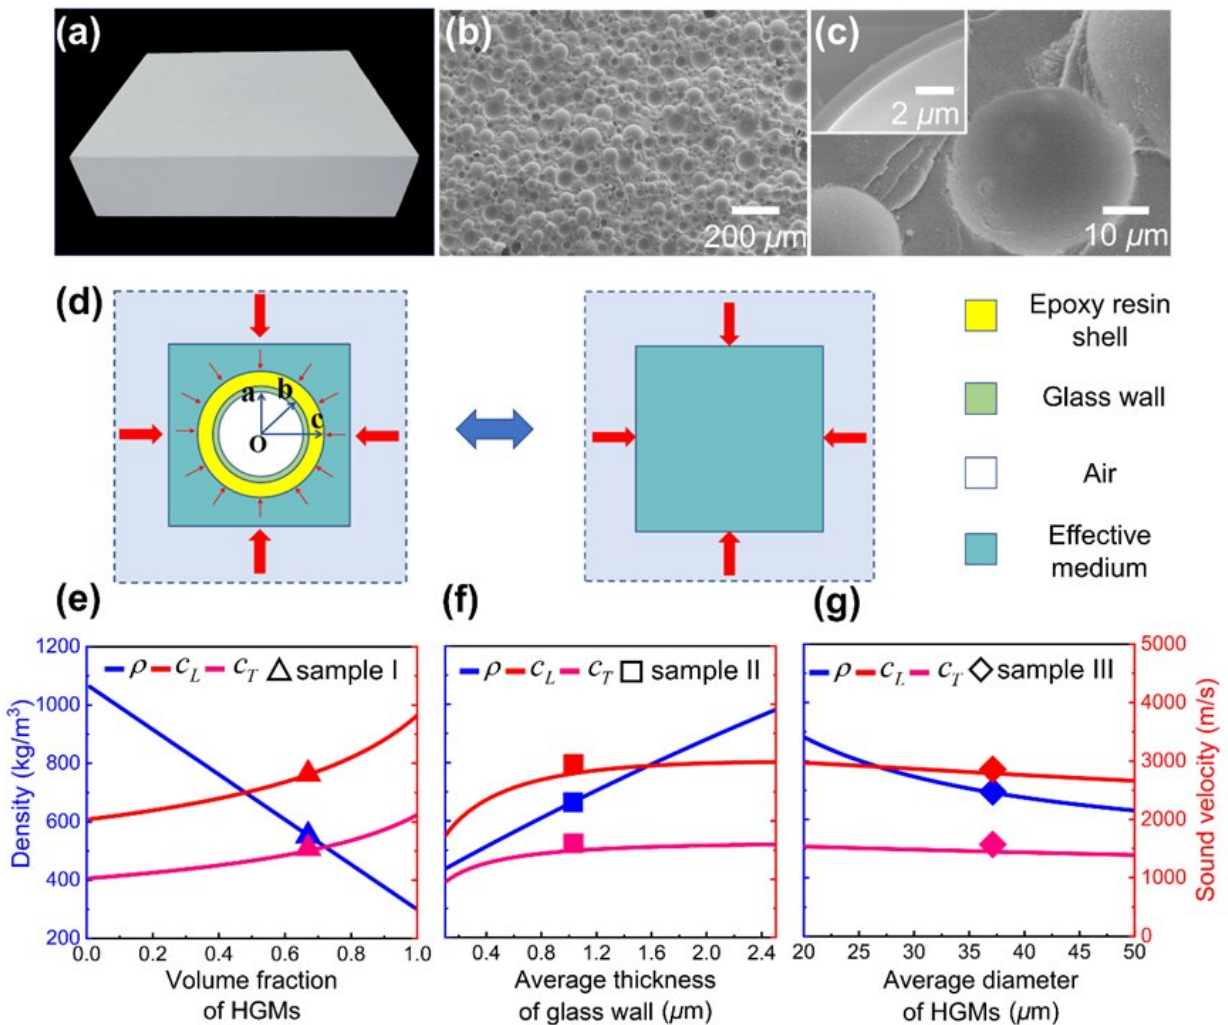 (a)
(b)
200 μm
(c)
2 μm
10 μm
(d)
a
b
c
O
Epoxy resin
shell
Glass wall
Air
Effective
medium
(e)
(f)
(g)
Density (kg/m³)
1200
1000
800
600
400
200
ρ c_L c_T sample I
0.0 0.2 0.4 0.6 0.8 1.0
Volume fraction
of HGMs
ρ c_L c_T sample II
0.4 0.8 1.2 1.6 2.0 2.4
Average thickness
of glass wall (μm)
ρ c_L c_T sample III
20 25 30 35 40 45 50
Average diameter
of HGMs (μm)
5000
4000
3000
2000
1000
0
Sound velocity (m/s)